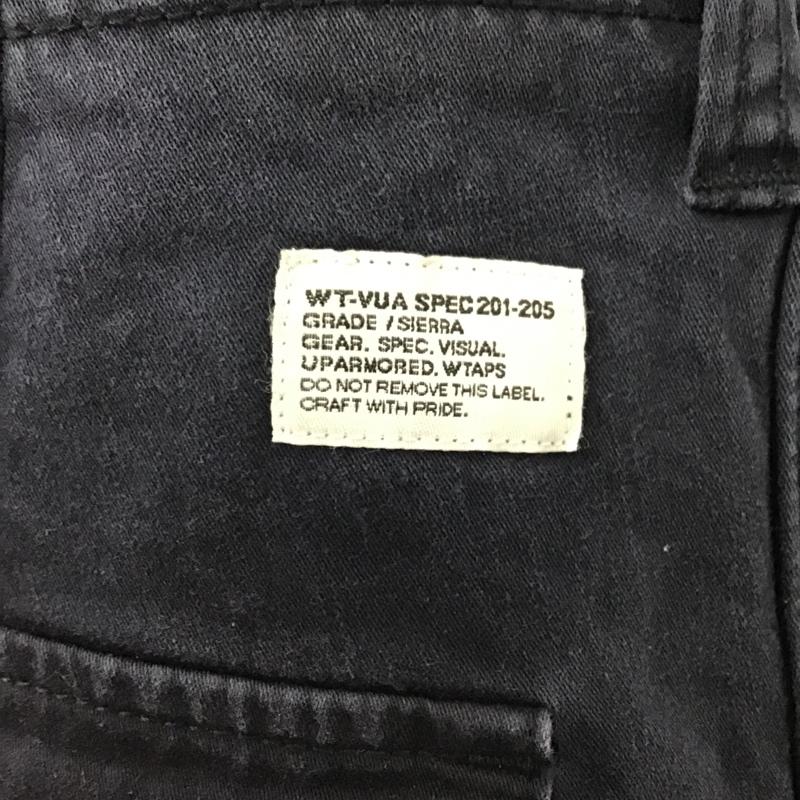 WT-VUA SPEC 201-205
GRADE / SIERRA
GEAR. SPEC. VISUAL.
UPARMORED. WTAPS
DO NOT REMOVE THIS LABEL.
CRAFT WITH PRIDE.